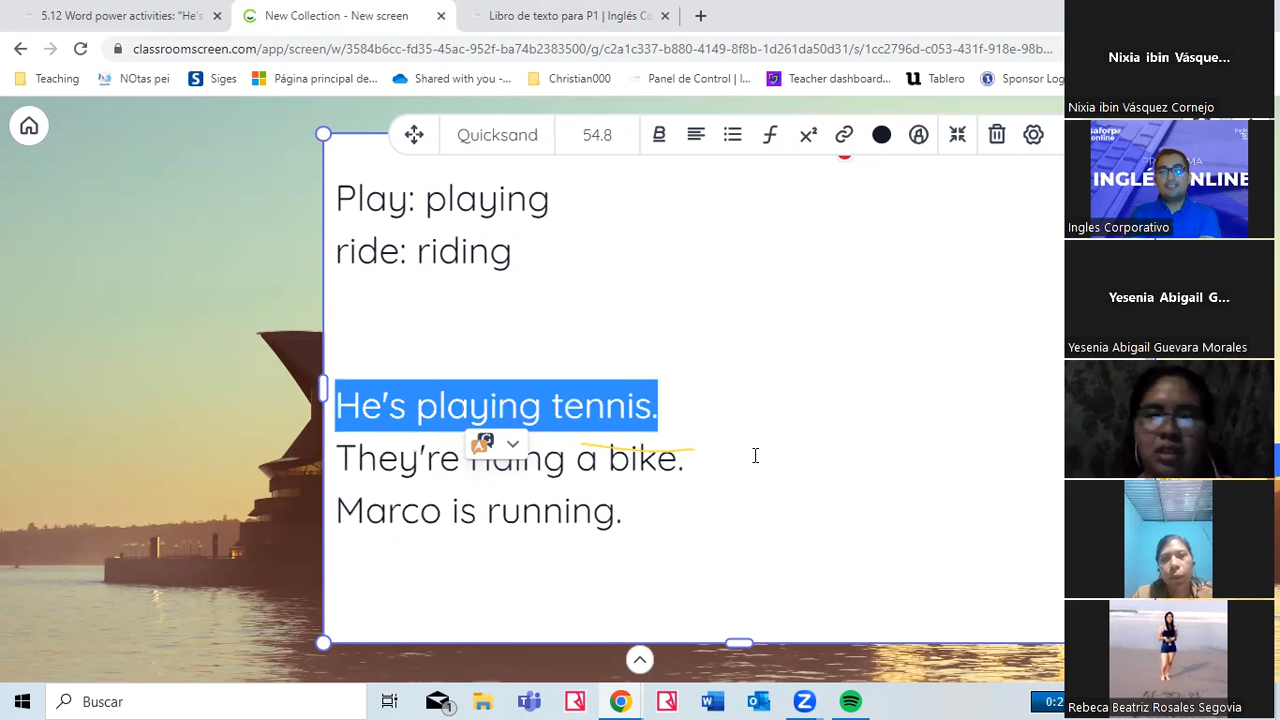 5.12 Word power activities: "He's
New Collection - New screen
Libro de texto para P1 | Inglés Co
classroomscreen.com/app/screen/w/3584b6cc-fd35-45ac-952f-ba74b2383500/g/c2a1c337-b880-4149-8f6b-1d261da50d31/s/1cc2796d-c053-431f-918e-98b...
Teaching
NOtas pei
Siges
Página principal de...
Shared with you -...
Christian000
Panel de Control | I...
Teacher dashboard...
Tablero
Sponsor Log
Quicksand
54.8
Play: playing
ride: riding
He's playing tennis.
They're riding a bike.
Marco is running.
Nixia ibin Vásque...
Nixia ibin Vásquez Cornejo
INGLÉS ONLINE
Ingles Corporativo
Yesenia Abigail G...
Yesenia Abigail Guevara Morales
Rebeca Beatriz Rosales Segovia
Buscar